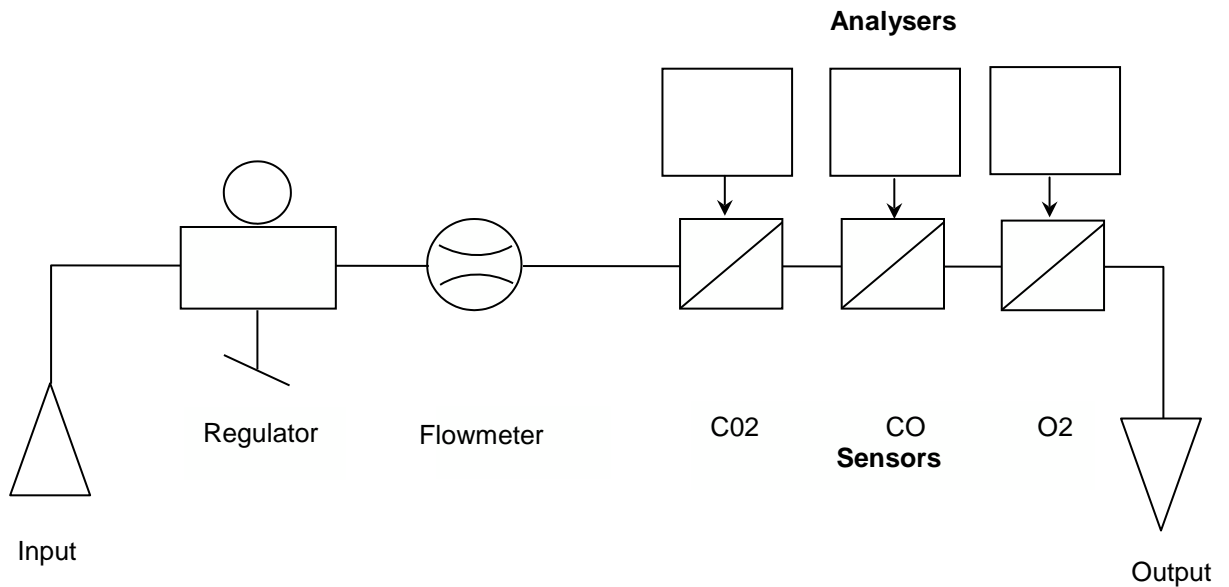 Analysers
Regulator
Flowmeter
C02
CO
O2
Sensors
Input
Output